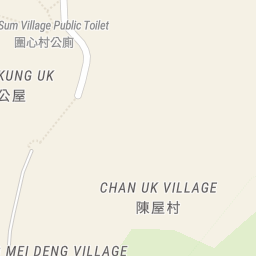 Sum Village Public Toilet
圍心村公廁
KUNG UK
公屋
CHAN UK VILLAGE
陳屋村
MEI DENG VILLAGE